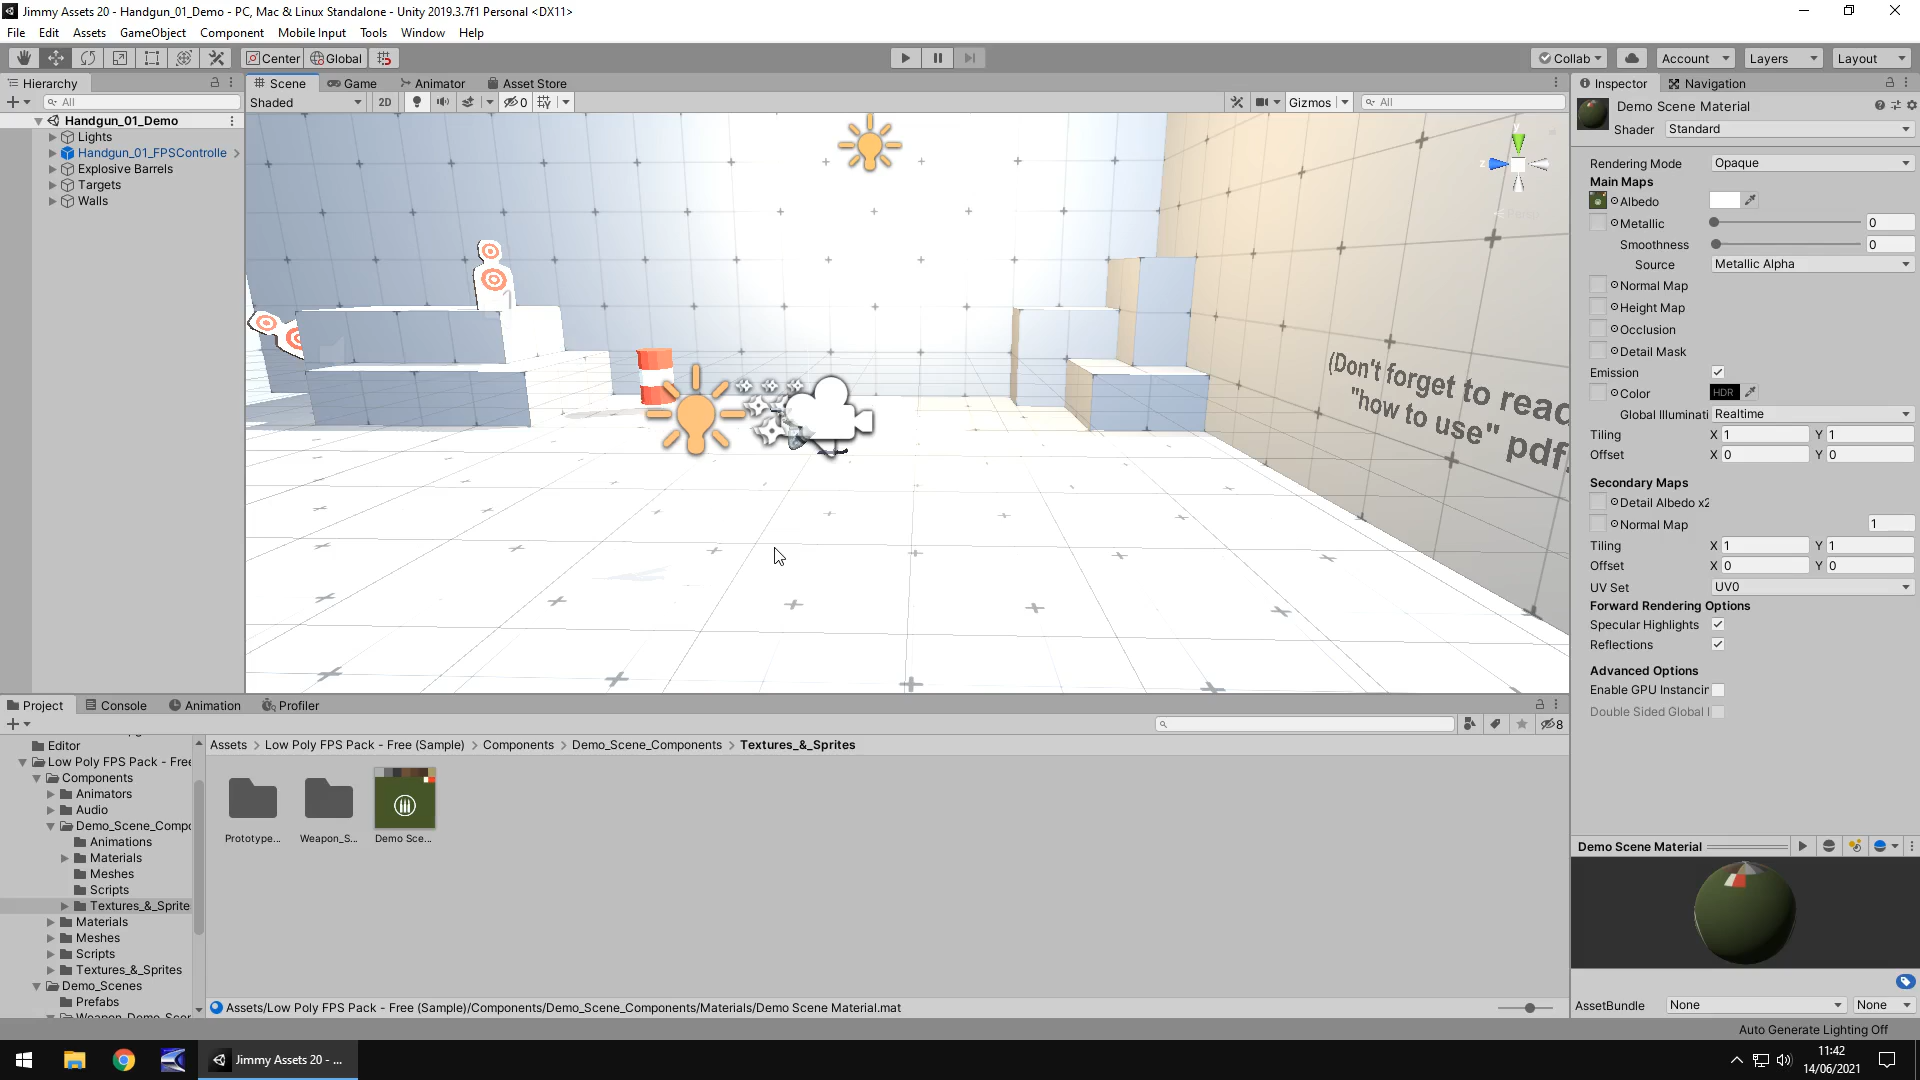 Jimmy Assets 20 - Handgun_01_Demo - PC, Mac & Linux Standalone - Unity 2019.3.7f1 Personal <DX11>
File Edit Assets GameObject Component Mobile Input Tools Window Help
Center Global Collab Account Layers Layout
Hierarchy
All
Handgun_01_Demo
Lights
Handgun_01_FPSControlle
Explosive Barrels
Targets
Walls
Scene Game Animator Asset Store
Shaded 2D 0 Gizmos All
y
z
(Don't forget to read
"how to use" pdf
Inspector Navigation
Demo Scene Material
Shader Standard
Rendering Mode Opaque
Main Maps
Albedo
Metallic 0
Smoothness 0
Source Metallic Alpha
Normal Map
Height Map
Occlusion
Detail Mask
Emission
Color HDR
Global Illuminati Realtime
Tiling X 1 Y 1
Offset X 0 Y 0
Secondary Maps
Detail Albedo x2
Normal Map 1
Tiling X 1 Y 1
Offset X 0 Y 0
UV Set UV0
Forward Rendering Options
Specular Highlights
Reflections
Advanced Options
Enable GPU Instancin
Double Sided Global I
Demo Scene Material
AssetBundle None None
Project Console Animation Profiler
8
Editor
Low Poly FPS Pack - Free
Components
Animators
Audio
Demo_Scene_Compo
Animations
Materials
Meshes
Scripts
Textures_&_Sprite
Materials
Meshes
Scripts
Textures_&_Sprites
Demo_Scenes
Prefabs
Weapon_Demo_Scen
Assets > Low Poly FPS Pack - Free (Sample) > Components > Demo_Scene_Components > Textures_&_Sprites
Prototype... Weapon_S... Demo Sce...
Assets/Low Poly FPS Pack - Free (Sample)/Components/Demo_Scene_Components/Materials/Demo Scene Material.mat
Auto Generate Lighting Off
Jimmy Assets 20 - ...
11:42
14/06/2021